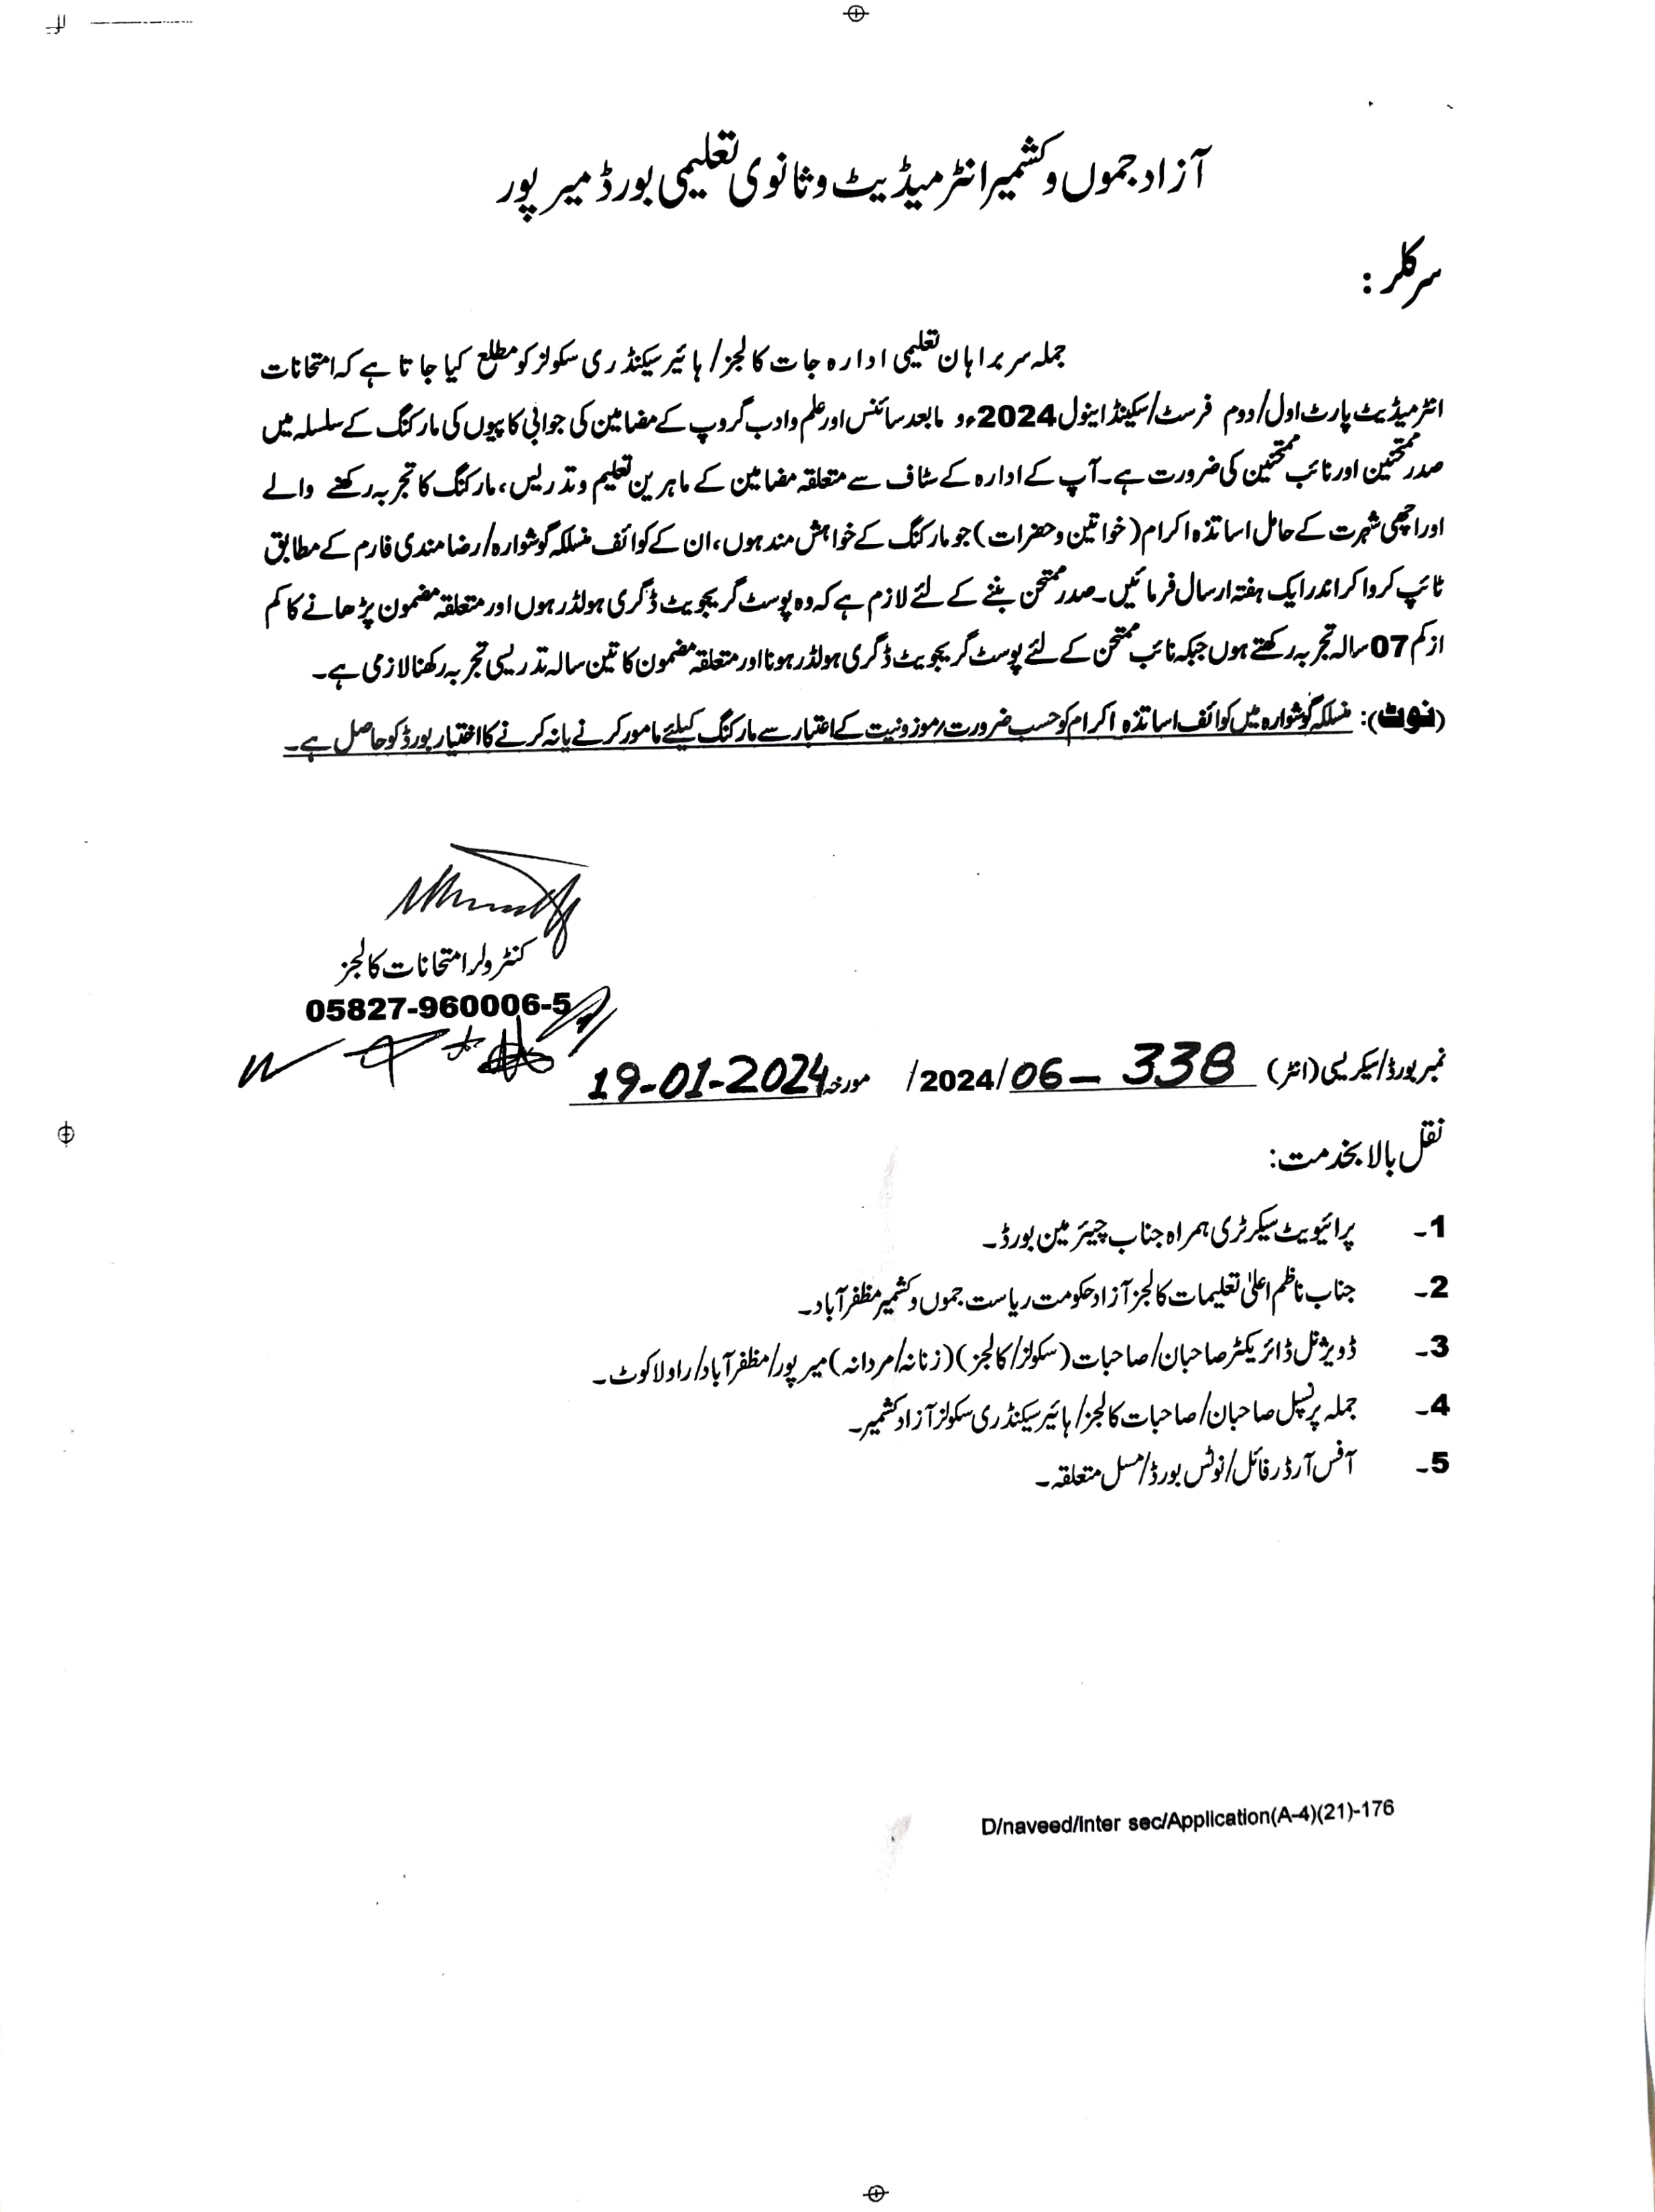 آزاد جموں و کشمیر انٹرمیڈیٹ و ثانوی تعلیمی بورڈ میرپور
سرکلر :
جملہ سربراہان تعلیمی ادارہ جات کالجز/ ہائیر سیکنڈری سکولز کو مطلع کیا جاتا ہے کہ امتحانات
انٹرمیڈیٹ پارٹ اول/دوم فرسٹ/سیکنڈ اینول 2024ء و مابعد سائنس اور علم و ادب گروپ کے مضامین کی جوابی کاپیوں کی مارکنگ کے سلسلہ میں
صدر ممتحنین اور نائب ممتحنین کی ضرورت ہے۔ آپ کے ادارہ کے سٹاف سے متعلقہ مضامین کے ماہرین تعلیم و تدریس، مارکنگ کا تجربہ رکھنے والے
اور اچھی شہرت کے حامل اساتذہ اکرام (خواتین و حضرات) جو مارکنگ کے خواہش مند ہوں، ان کے کوائف منسلکہ گوشوارہ/رضامندی فارم کے مطابق
ٹائپ کروا کر اندر ایک ہفتہ ارسال فرمائیں۔ صدر ممتحن بننے کے لئے لازم ہے کہ وہ پوسٹ گریجویٹ ڈگری ہولڈر ہوں اور متعلقہ مضمون پڑھانے کا کم
از کم 07 سالہ تجربہ رکھتے ہوں جبکہ نائب ممتحن کے لئے پوسٹ گریجویٹ ڈگری ہولڈر ہونا اور متعلقہ مضمون کا تین سالہ تدریسی تجربہ رکھنا لازمی ہے۔
(نوٹ): منسلکہ گوشوارہ میں کوائف اساتذہ اکرام کو حسب ضرورت/موزونیت کے اعتبار سے مارکنگ کیلئے مامور کرنے یا نہ کرنے کا اختیار بورڈ کو حاصل ہے۔
کنٹرولر امتحانات کالجز
05827-960006-5
نمبر بورڈ/سیکریسی (انٹر) 338 – 06/2024/ مورخہ 19-01-2024
نقل بالا بخدمت:
1۔ پرائیویٹ سیکرٹری ہمراہ جناب چیئرمین بورڈ۔
2۔ جناب ناظم اعلیٰ تعلیمات کالجز آزاد حکومت ریاست جموں و کشمیر مظفرآباد۔
3۔ ڈویژنل ڈائریکٹر صاحبان/صاحبات (سکولز/کالجز) (زنانہ/مردانہ) میرپور/مظفرآباد/راولاکوٹ۔
4۔ جملہ پرنسپل صاحبان/صاحبات کالجز/ہائیر سیکنڈری سکولز آزاد کشمیر۔
5۔ آفس آرڈر فائل/نوٹس بورڈ/مسل متعلقہ۔
D/naveed/Inter sec/Application(A-4)(21)-176